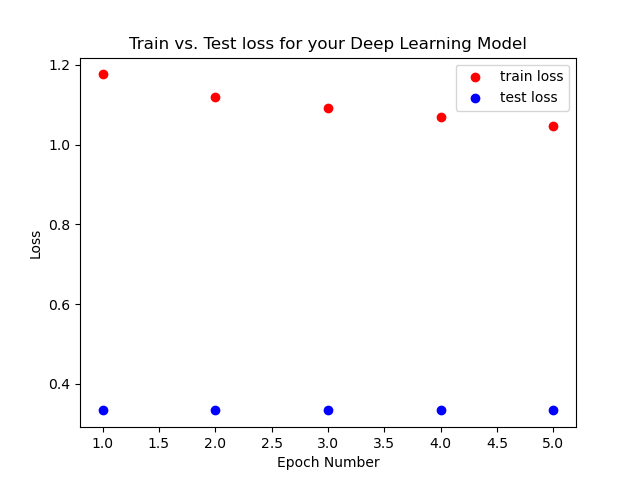 Train vs. Test loss for your Deep Learning Model
1.2
train loss
test loss
1.0
0.8
Loss
0.6
0.4
1.0 1.5 2.0 2.5 3.0 3.5 4.0 4.5 5.0
Epoch Number